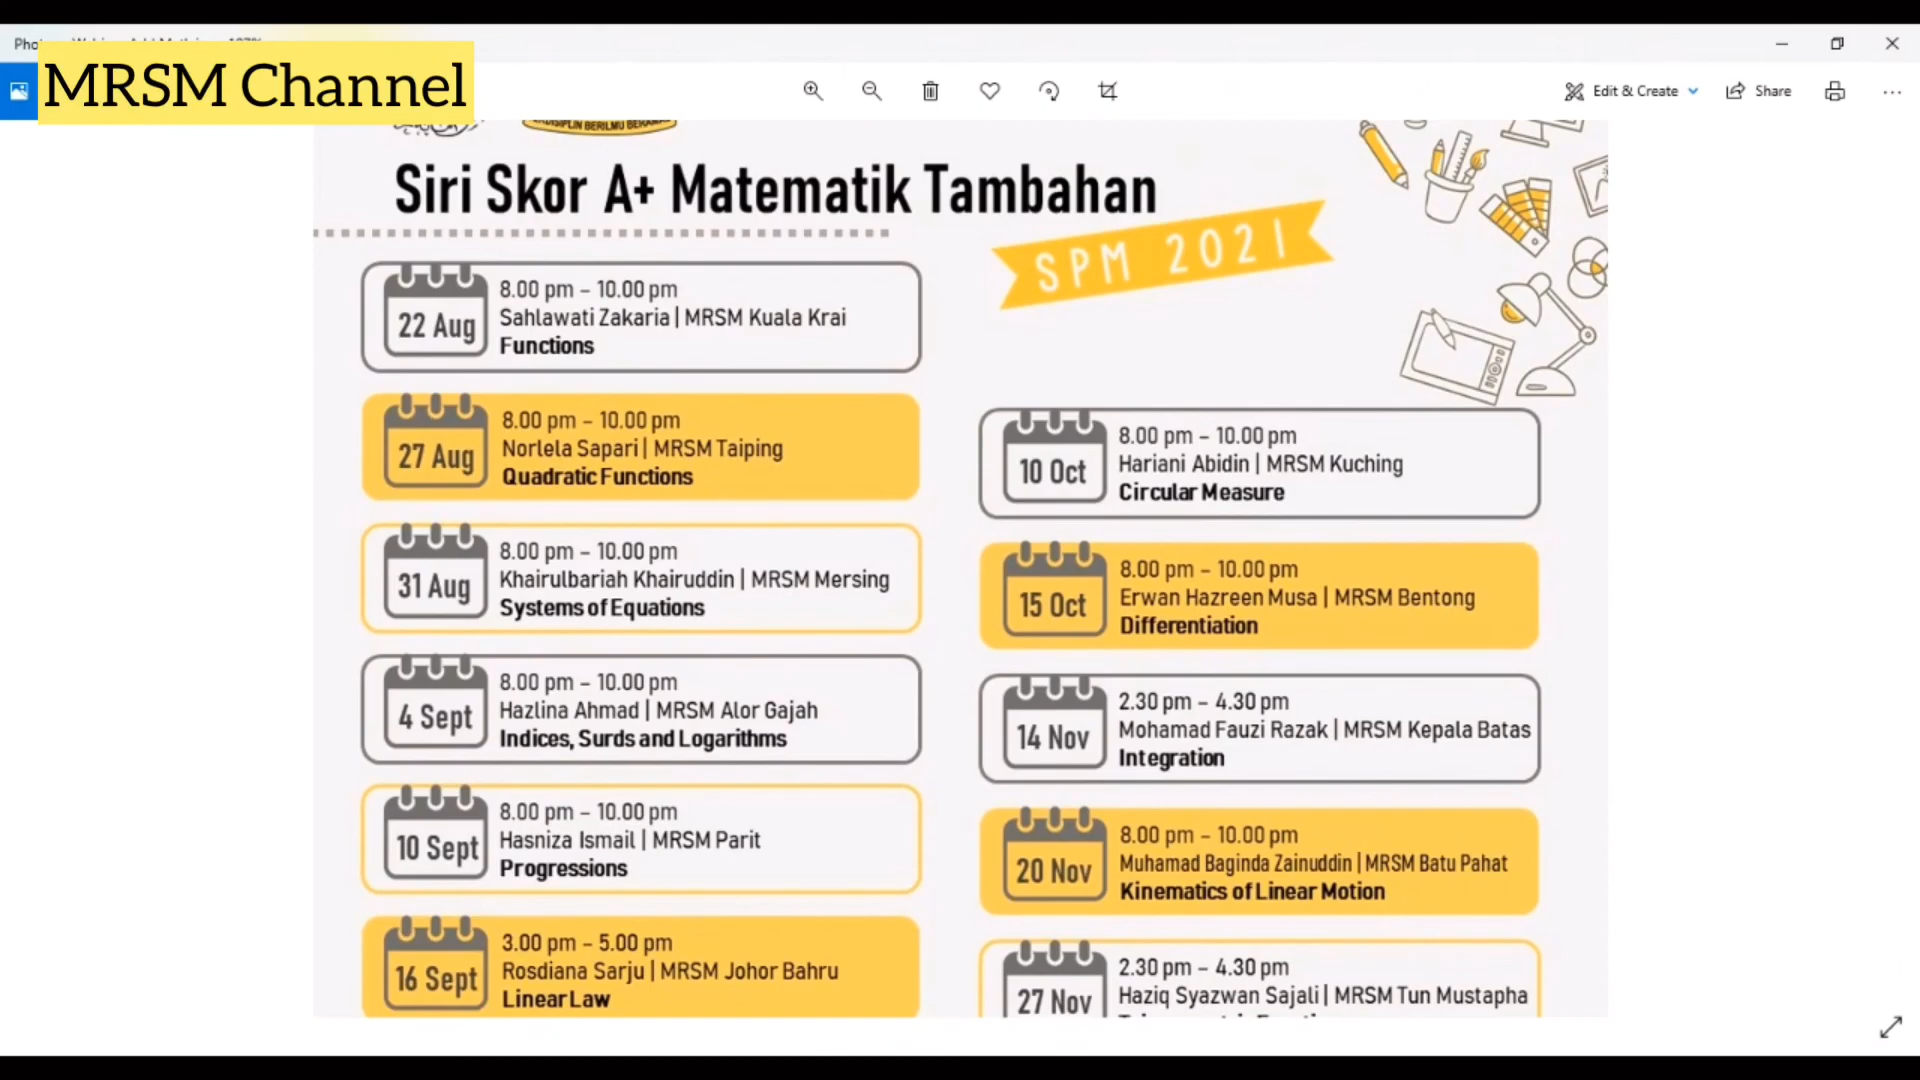 MRSM Channel
Edit & Create
Share
BERDISIPLIN BERILMU BERAMAL
Siri Skor A+ Matematik Tambahan
SPM 2021
22 Aug
8.00 pm – 10.00 pm
Sahlawati Zakaria | MRSM Kuala Krai
Functions
27 Aug
8.00 pm – 10.00 pm
Norlela Sapari | MRSM Taiping
Quadratic Functions
31 Aug
8.00 pm – 10.00 pm
Khairulbariah Khairuddin | MRSM Mersing
Systems of Equations
4 Sept
8.00 pm – 10.00 pm
Hazlina Ahmad | MRSM Alor Gajah
Indices, Surds and Logarithms
10 Sept
8.00 pm – 10.00 pm
Hasniza Ismail | MRSM Parit
Progressions
16 Sept
3.00 pm – 5.00 pm
Rosdiana Sarju | MRSM Johor Bahru
Linear Law
10 Oct
8.00 pm – 10.00 pm
Hariani Abidin | MRSM Kuching
Circular Measure
15 Oct
8.00 pm – 10.00 pm
Erwan Hazreen Musa | MRSM Bentong
Differentiation
14 Nov
2.30 pm – 4.30 pm
Mohamad Fauzi Razak | MRSM Kepala Batas
Integration
20 Nov
8.00 pm – 10.00 pm
Muhamad Baginda Zainuddin | MRSM Batu Pahat
Kinematics of Linear Motion
27 Nov
2.30 pm – 4.30 pm
Haziq Syazwan Sajali | MRSM Tun Mustapha